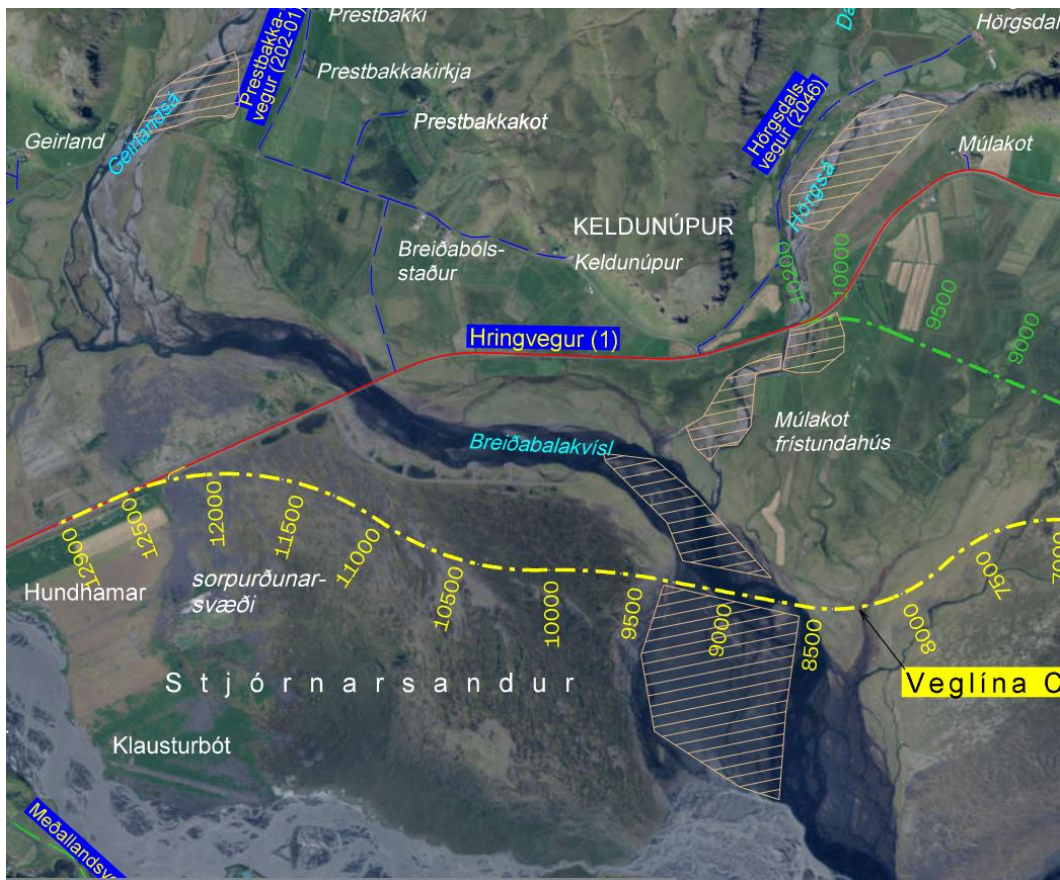 Prestbakki
Prestbakka-
vegur (202-01)
Prestbakkakirkja
Geirlandsá
Geirland
Prestbakkakot
Hörgsdal
Hörgsdals-
vegur (2046)
Múlakot
Hörgsá
KELDUNÚPUR
Breiðabóls-
staður
Keldunúpur
10200
10000
9500
9000
Hringvegur (1)
Múlakot
frístundahús
Breiðabalakvísl
12900
12500
12000
11500
11000
10500
10000
9500
9000
8500
8000
7500
Hundhamar
sorpurðunar-
svæði
Stjórnarsandur
Veglína C
Klausturbót